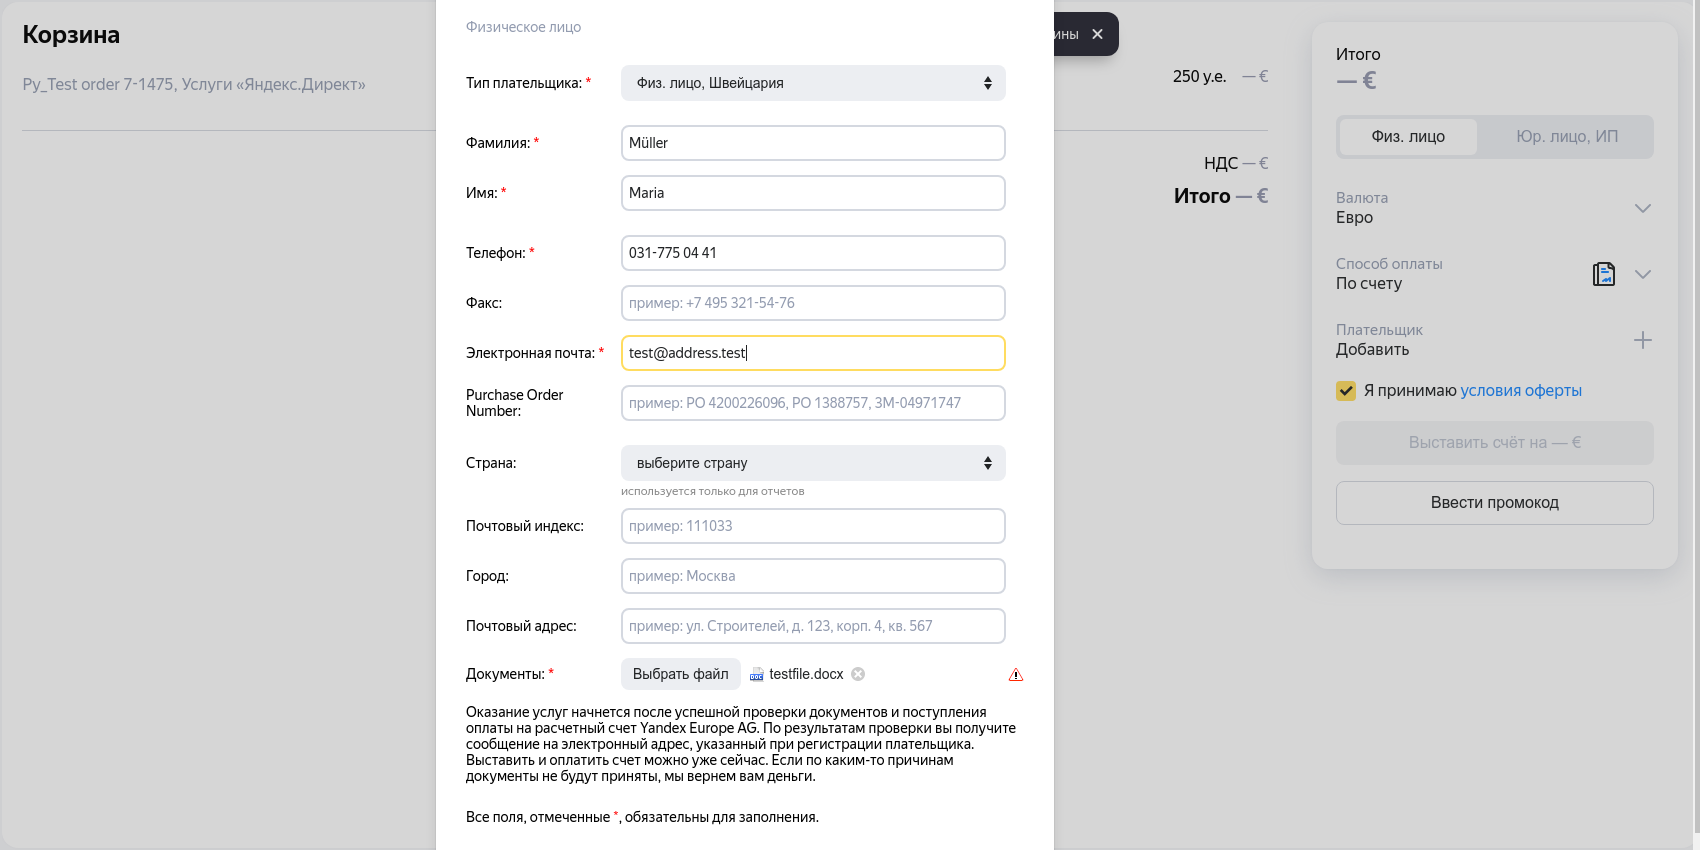 Корзина
Py_Test order 7-1475, Услуги «Яндекс.Директ»
Физическое лицо
Тип плательщика: *
Физ. лицо, Швейцария
Фамилия: *
Müller
Имя: *
Maria
Телефон: *
031-775 04 41
Факс:
пример: +7 495 321-54-76
Электронная почта: *
test@address.test
Purchase Order
Number:
пример: PO 4200226096, PO 1388757, ЗМ-04971747
Страна:
выберите страну
используется только для отчетов
Почтовый индекс:
пример: 111033
Город:
пример: Москва
Почтовый адрес:
пример: ул. Строителей, д. 123, корп. 4, кв. 567
Документы: *
Выбрать файл
testfile.docx
Оказание услуг начнется после успешной проверки документов и поступления
оплаты на расчетный счет Yandex Europe AG. По результатам проверки вы получите
сообщение на электронный адрес, указанный при регистрации плательщика.
Выставить и оплатить счет можно уже сейчас. Если по каким-то причинам
документы не будут приняты, мы вернем вам деньги.
Все поля, отмеченные *, обязательны для заполнения.
250 у.е. — €
НДС — €
Итого — €
Итого
— €
Физ. лицо
Юр. лицо, ИП
Валюта
Евро
Способ оплаты
По счету
Плательщик
Добавить
Я принимаю условия оферты
Выставить счёт на — €
Ввести промокод